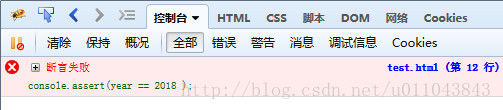 控制台 HTML CSS 脚本 DOM 网络 Cookies
清除 保持 概况 全部 错误 警告 消息 调试信息 Cookies
断言失败 test.html (第 12 行)
console.assert(year == 2018 );
http://blog.csdn.net/u011043843